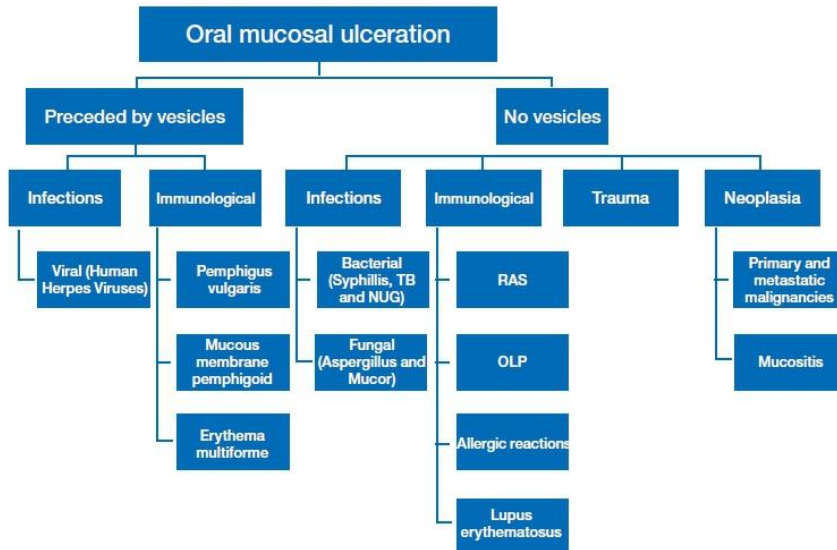 Oral mucosal ulceration
Preceded by vesicles
No vesicles
Infections
Immunological
Infections
Immunological
Trauma
Neoplasia
Viral (Human
Herpes Viruses)
Pemphigus
vulgaris
Mucous
membrane
pemphigoid
Erythema
multiforme
Bacterial
(Syphillis, TB
and NUG)
Fungal
(Aspergillus and
Mucor)
RAS
OLP
Allergic reactions
Lupus
erythematosus
Primary and
metastatic
malignancies
Mucositis